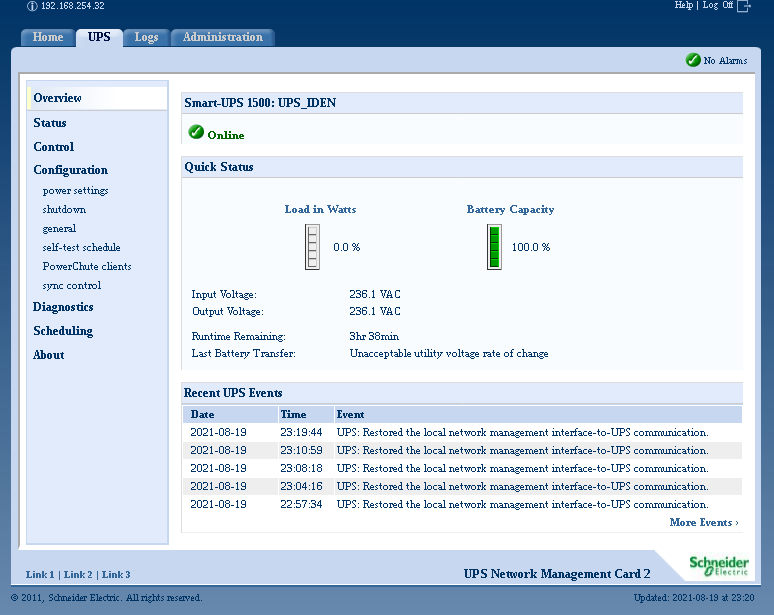 192.168.254.32
Help | Log Off
Home UPS Logs Administration
No Alarms
Overview
Status
Control
Configuration
power settings
shutdown
general
self-test schedule
PowerChute clients
sync control
Diagnostics
Scheduling
About
Smart-UPS 1500: UPS_IDEN
Online
Quick Status
Load in Watts Battery Capacity
0.0 % 100.0 %
Input Voltage: 236.1 VAC
Output Voltage: 236.1 VAC
Runtime Remaining: 3hr 38min
Last Battery Transfer: Unacceptable utility voltage rate of change
Recent UPS Events
Date Time Event
2021-08-19 23:19:44 UPS: Restored the local network management interface-to-UPS communication.
2021-08-19 23:10:59 UPS: Restored the local network management interface-to-UPS communication.
2021-08-19 23:08:18 UPS: Restored the local network management interface-to-UPS communication.
2021-08-19 23:04:16 UPS: Restored the local network management interface-to-UPS communication.
2021-08-19 22:57:34 UPS: Restored the local network management interface-to-UPS communication.
More Events ›
Link 1 | Link 2 | Link 3
UPS Network Management Card 2
Schneider
Electric
© 2011, Schneider Electric. All rights reserved.
Updated: 2021-08-19 at 23:20